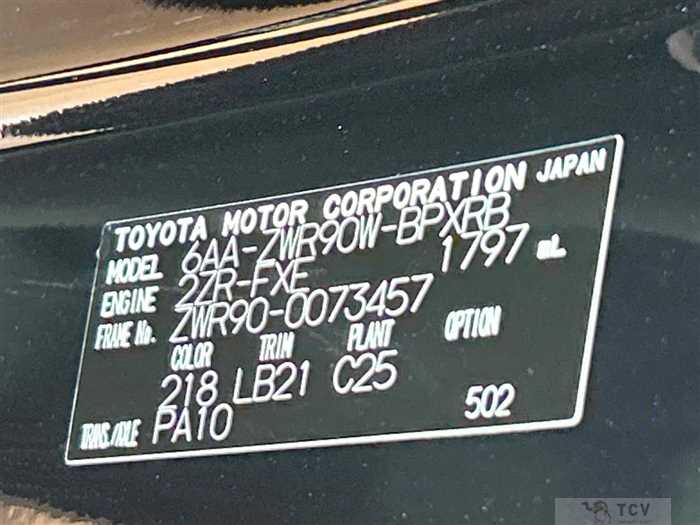 TOYOTA MOTOR CORPORATION JAPAN
MODEL 6AA-ZWR90W-BPXRB
ENGINE 2ZR-FXE 1797 mL
FRAME No. ZWR90-0073457
COLOR TRIM PLANT OPTION
218 LB21 C25
TRANS./AXLE PA10 502
TCV